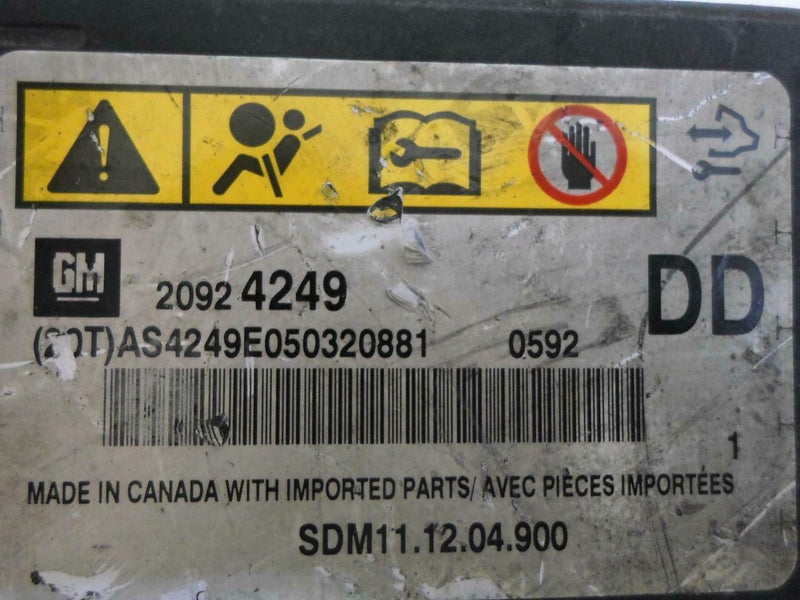 GM 2092 4249 DD
(20T)AS4249E050320881 0592
1
MADE IN CANADA WITH IMPORTED PARTS/ AVEC PIÈCES IMPORTÉES
SDM11.12.04.900